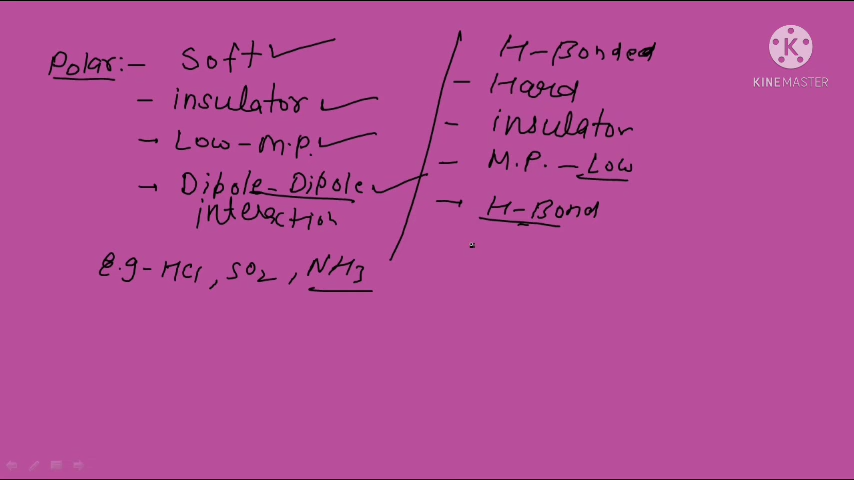 Polar:- Soft
- insulator
→ Low-M.P.
→ Dipole-Dipole
interaction
e.g- HCl, SO2, NH3
H-Bonded
- Hard
- insulator
- M.P. - Low
→ H-Bond
K
KINEMASTER